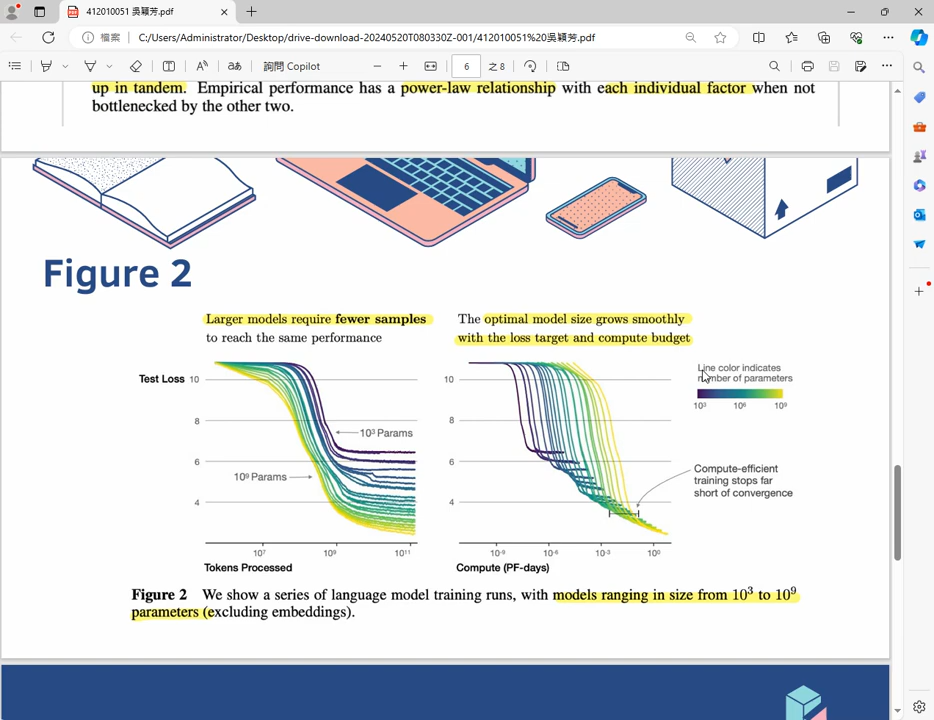 412010051 吳穎芳.pdf
檔案
C:/Users/Administrator/Desktop/drive-download-20240520T080330Z-001/412010051%20吳穎芳.pdf
詢問 Copilot
6
之 8
up in tandem. Empirical performance has a power-law relationship with each individual factor when not
bottlenecked by the other two.
Figure 2
Larger models require fewer samples
to reach the same performance
The optimal model size grows smoothly
with the loss target and compute budget
Test Loss
10
8
6
4
10³ Params
10⁹ Params
10⁷
10⁹
10¹¹
Tokens Processed
10
8
6
4
Line color indicates
number of parameters
10³
10⁶
10⁹
Compute-efficient
training stops far
short of convergence
10⁻⁹
10⁻⁶
10⁻³
10⁰
Compute (PF-days)
Figure 2 We show a series of language model training runs, with models ranging in size from 10³ to 10⁹
parameters (excluding embeddings).